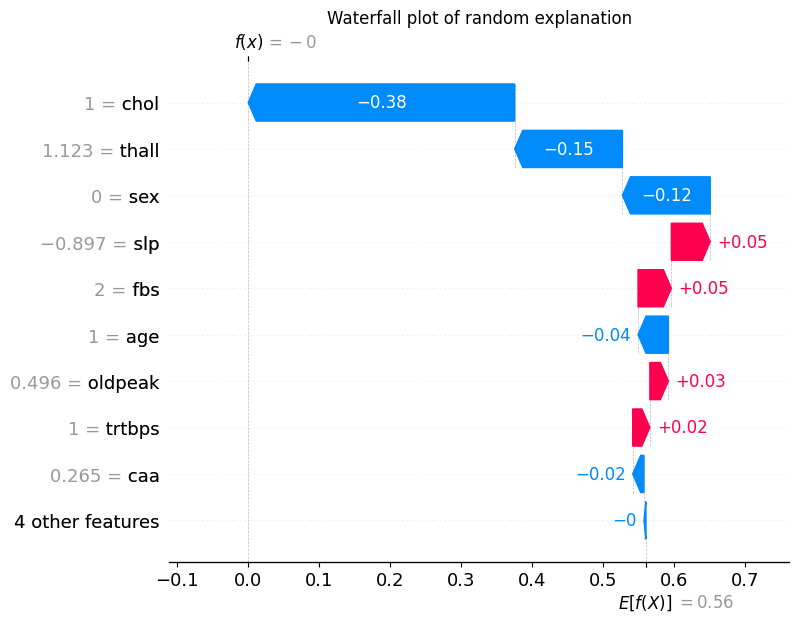 Waterfall plot of random explanation
f(x) = −0
1 = chol −0.38
1.123 = thall −0.15
0 = sex −0.12
−0.897 = slp +0.05
2 = fbs +0.05
1 = age −0.04
0.496 = oldpeak +0.03
1 = trtbps +0.02
0.265 = caa −0.02
4 other features −0
−0.1 0.0 0.1 0.2 0.3 0.4 0.5 0.6 0.7
E[f(X)] = 0.56